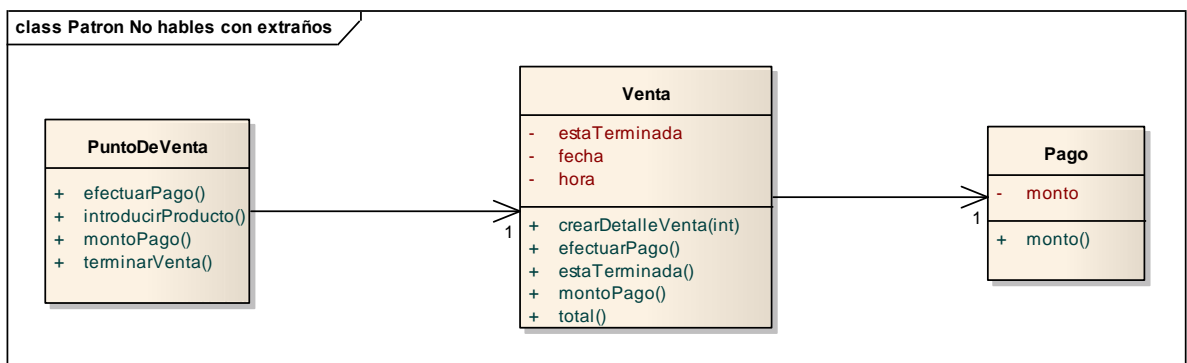 class Patron No hables con extraños
PuntoDeVenta
+ efectuarPago()
+ introducirProducto()
+ montoPago()
+ terminarVenta()
1
Venta
- estaTerminada
- fecha
- hora
+ crearDetalleVenta(int)
+ efectuarPago()
+ estaTerminada()
+ montoPago()
+ total()
1
Pago
- monto
+ monto()